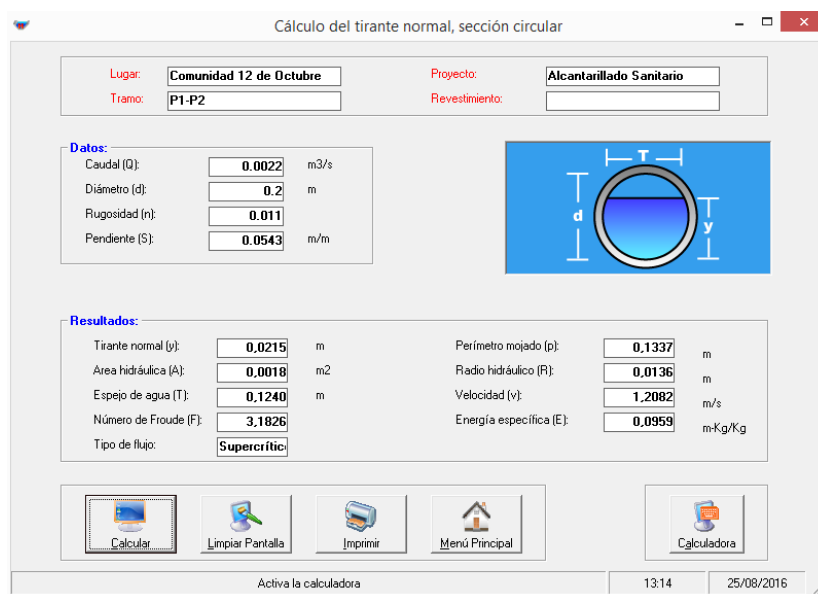 Cálculo del tirante normal, sección circular
Lugar: Comunidad 12 de Octubre Proyecto: Alcantarillado Sanitario
Tramo: P1-P2 Revestimiento:
Datos:
Caudal (Q): 0.0022 m3/s
Diámetro (d): 0.2 m
Rugosidad (n): 0.011
Pendiente (S): 0.0543 m/m
T
d
y
Resultados:
Tirante normal (y): 0,0215 m Perímetro mojado (p): 0,1337 m
Area hidráulica (A): 0,0018 m2 Radio hidráulico (R): 0,0136 m
Espejo de agua (T): 0,1240 m Velocidad (v): 1,2082 m/s
Número de Froude (F): 3,1826 Energía específica (E): 0,0959 m-Kg/Kg
Tipo de flujo: Supercrític
Calcular Limpiar Pantalla Imprimir Menú Principal Calculadora
Activa la calculadora 13:14 25/08/2016